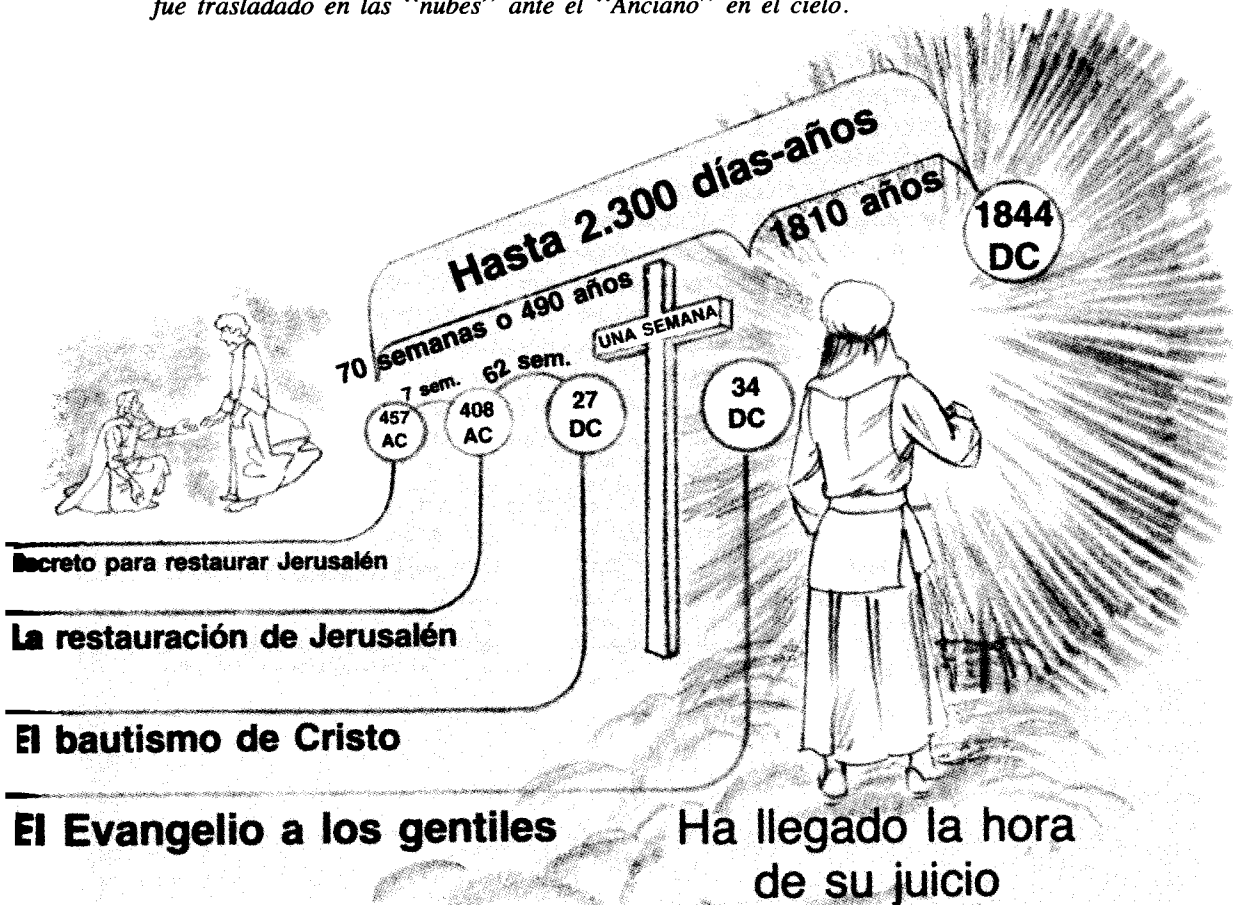 fue trasladado en las ‘‘nubes’’ ante el ‘‘Anciano’’ en el cielo.
Hasta 2.300 días-años
1810 años
1844
DC
70 semanas o 490 años
UNA SEMANA
7 sem.
62 sem.
457
AC
408
AC
27
DC
34
DC
Decreto para restaurar Jerusalén
La restauración de Jerusalén
El bautismo de Cristo
El Evangelio a los gentiles
Ha llegado la hora
de su juicio